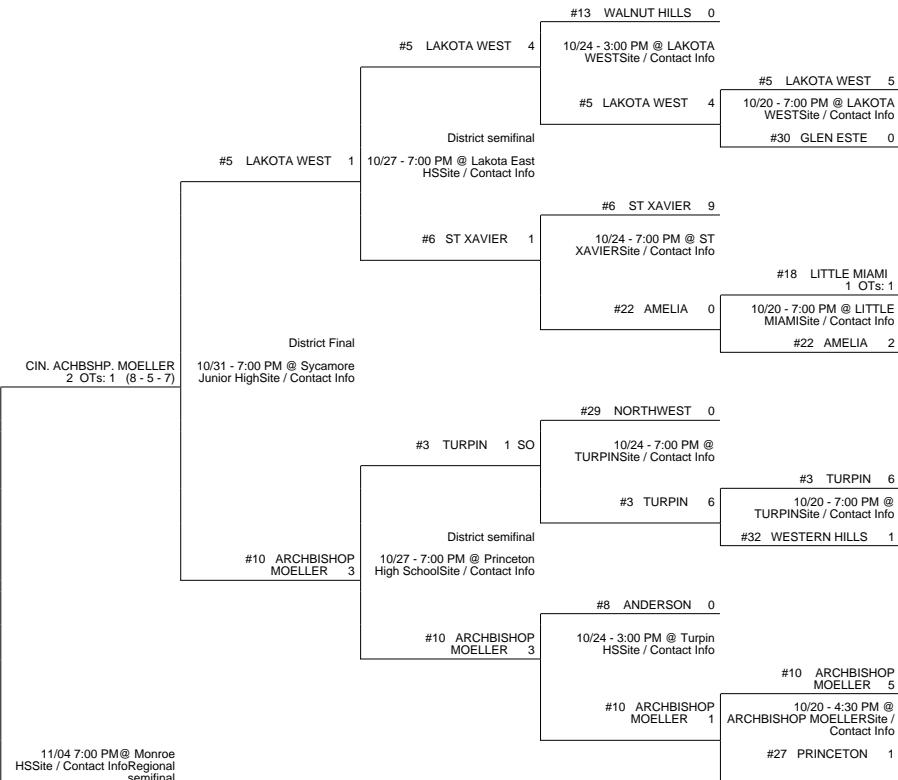 #13 WALNUT HILLS 0
#5 LAKOTA WEST 4
10/24 - 3:00 PM @ LAKOTA
WESTSite / Contact Info
#5 LAKOTA WEST 5
#5 LAKOTA WEST 4
10/20 - 7:00 PM @ LAKOTA
WESTSite / Contact Info
#30 GLEN ESTE 0
District semifinal
#5 LAKOTA WEST 1
10/27 - 7:00 PM @ Lakota East
HSSite / Contact Info
#6 ST XAVIER 9
#6 ST XAVIER 1
10/24 - 7:00 PM @ ST
XAVIERSite / Contact Info
#18 LITTLE MIAMI
1 OTs: 1
#22 AMELIA 0
10/20 - 7:00 PM @ LITTLE
MIAMISite / Contact Info
#22 AMELIA 2
District Final
CIN. ACHBSHP. MOELLER
2 OTs: 1 (8 - 5 - 7)
10/31 - 7:00 PM @ Sycamore
Junior HighSite / Contact Info
#29 NORTHWEST 0
#3 TURPIN 1 SO
10/24 - 7:00 PM @
TURPINSite / Contact Info
#3 TURPIN 6
#3 TURPIN 6
10/20 - 7:00 PM @
TURPINSite / Contact Info
#32 WESTERN HILLS 1
District semifinal
#10 ARCHBISHOP
MOELLER 3
10/27 - 7:00 PM @ Princeton
High SchoolSite / Contact Info
#8 ANDERSON 0
#10 ARCHBISHOP
MOELLER 3
10/24 - 3:00 PM @ Turpin
HSSite / Contact Info
#10 ARCHBISHOP
MOELLER 5
#10 ARCHBISHOP
MOELLER 1
10/20 - 4:30 PM @
ARCHBISHOP MOELLERSite /
Contact Info
#27 PRINCETON 1
11/04 7:00 PM@ Monroe
HSSite / Contact InfoRegional
semifinal